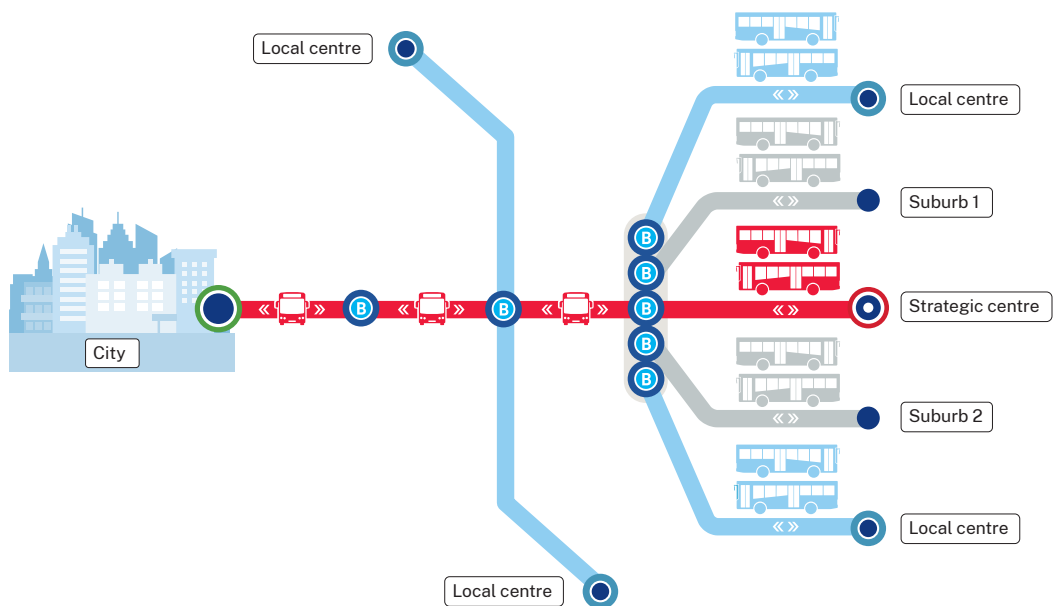 Local centre
Local centre
Suburb 1
B
B
City
B
B
B
Strategic centre
B
B
Suburb 2
Local centre
Local centre